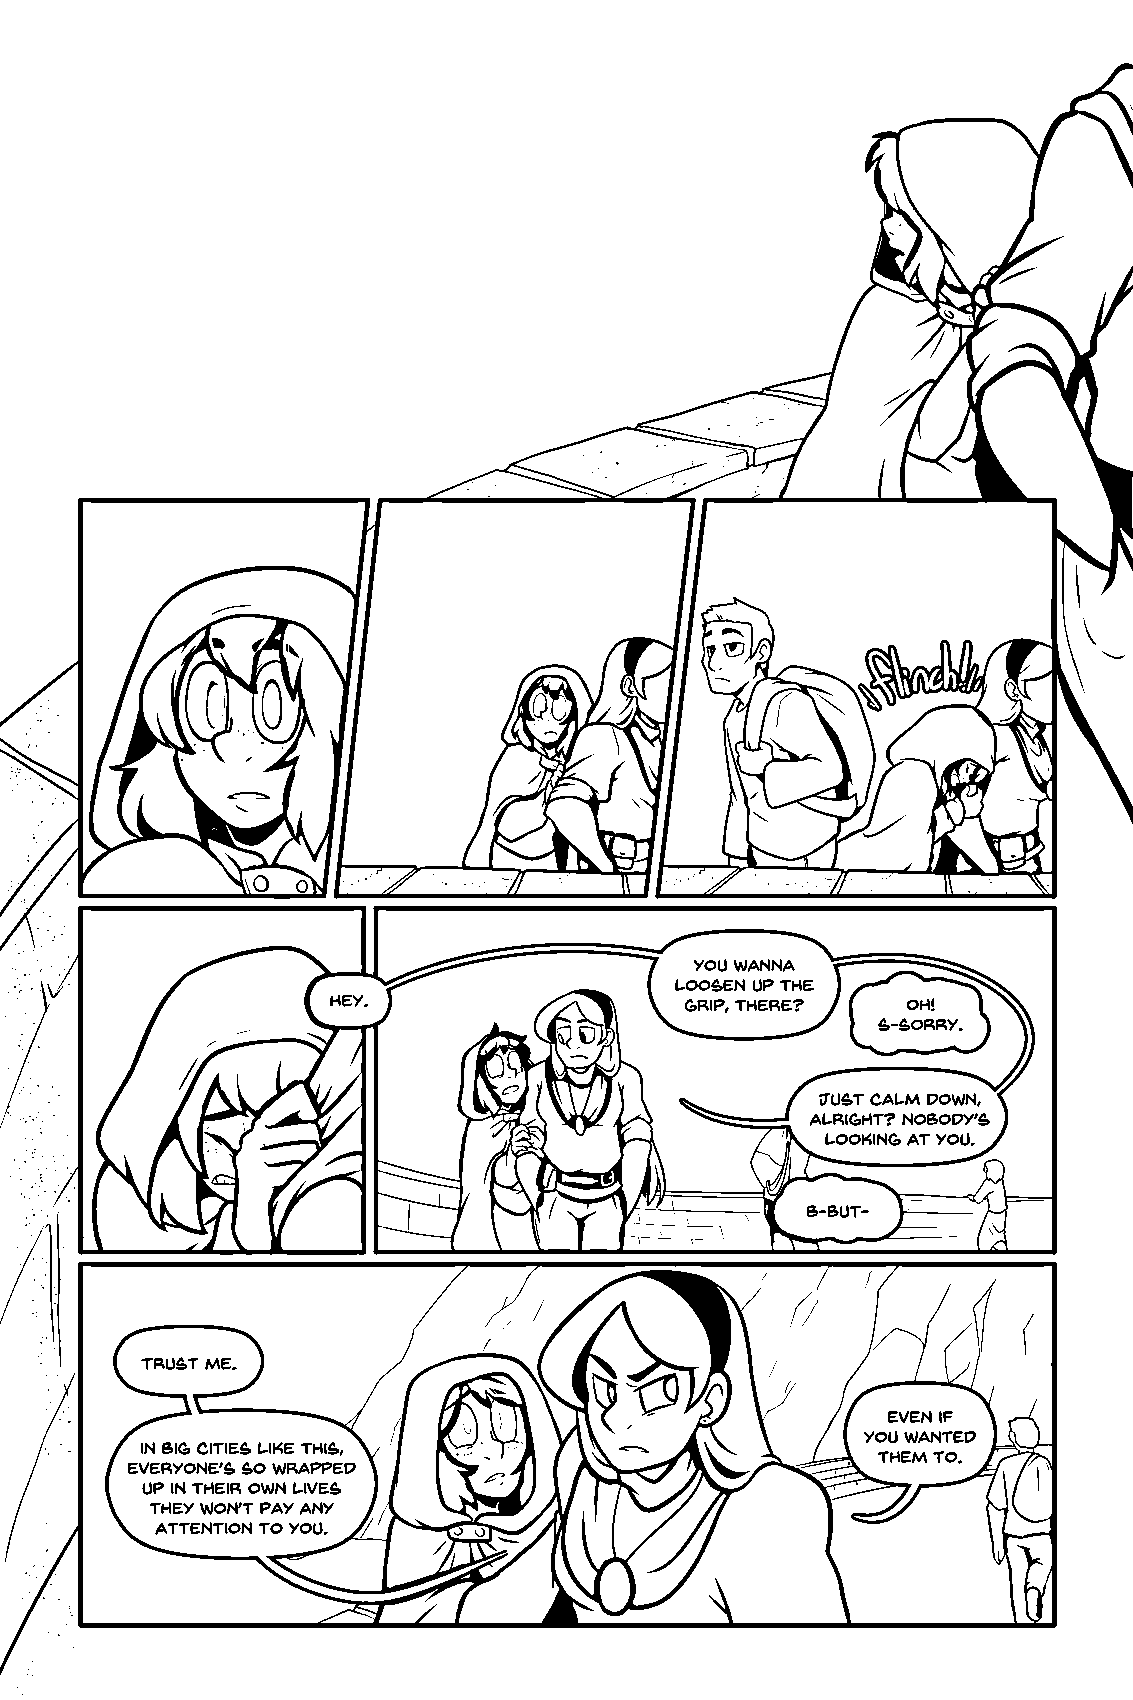 flinch!!
HEY.
YOU WANNA
LOOSEN UP THE
GRIP, THERE?
OH!
S-SORRY.
JUST CALM DOWN,
ALRIGHT? NOBODY'S
LOOKING AT YOU.
B-BUT-
TRUST ME.
IN BIG CITIES LIKE THIS,
EVERYONE'S SO WRAPPED
UP IN THEIR OWN LIVES
THEY WON'T PAY ANY
ATTENTION TO YOU.
EVEN IF
YOU WANTED
THEM TO.